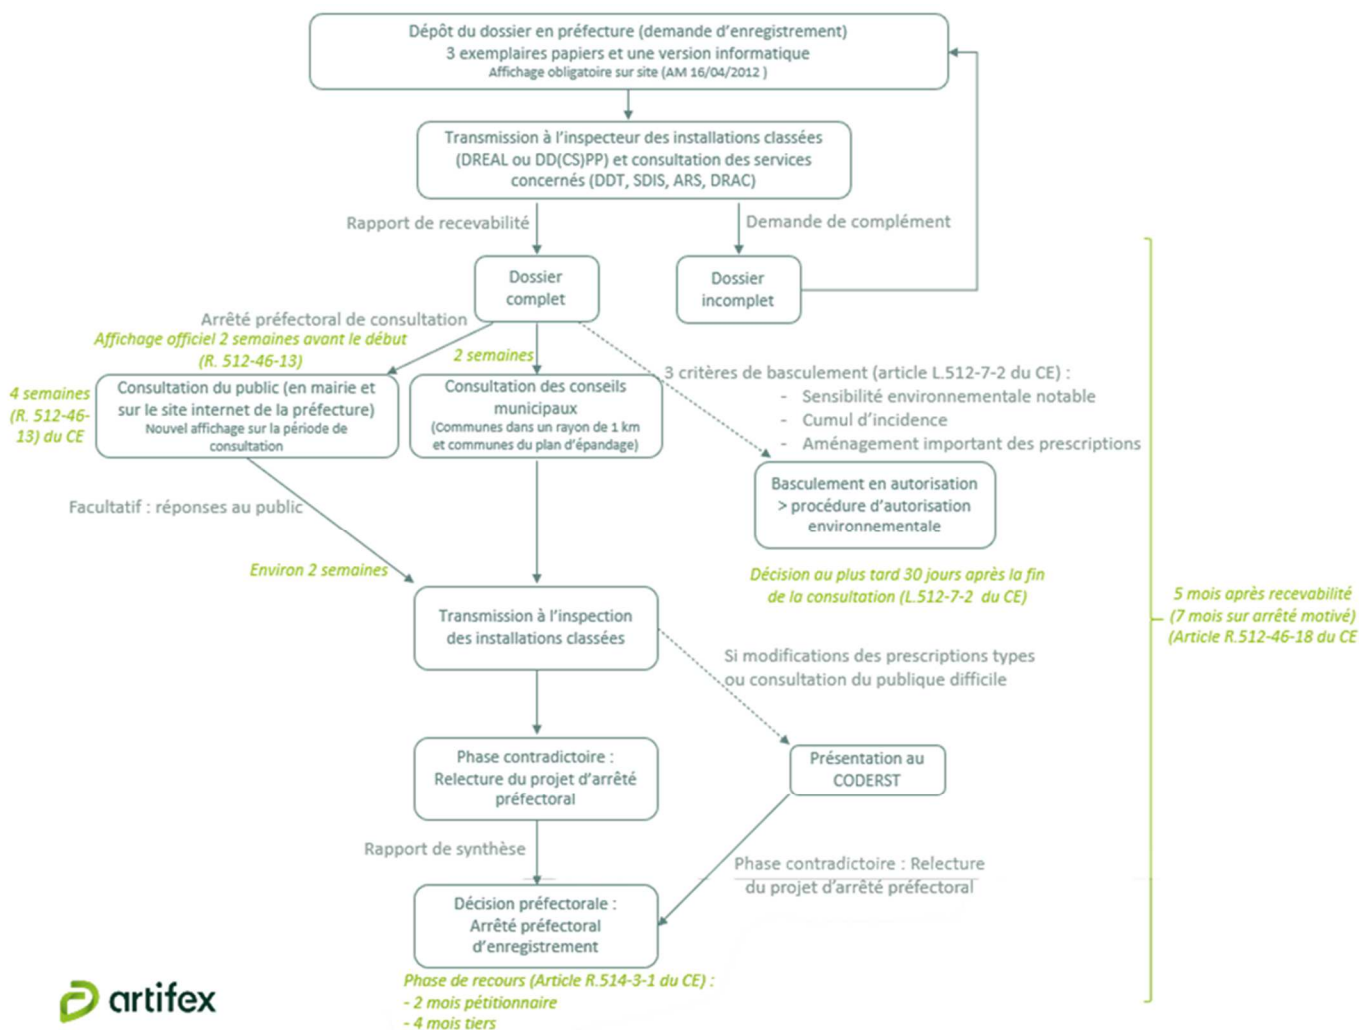 Dépôt du dossier en préfecture (demande d'enregistrement)
3 exemplaires papiers et une version informatique
Affichage obligatoire sur site (AM 16/04/2012 )
Transmission à l'inspecteur des installations classées
(DREAL ou DD(CS)PP) et consultation des services
concernés (DDT, SDIS, ARS, DRAC)
Rapport de recevabilité
Demande de complément
Dossier
complet
Dossier
incomplet
Arrêté préfectoral de consultation
Affichage officiel 2 semaines avant le début
(R. 512-46-13)
2 semaines
4 semaines
(R. 512-46-
13) du CE
Consultation du public (en mairie et
sur le site internet de la préfecture)
Nouvel affichage sur la période de
consultation
Consultation des conseils
municipaux
(Communes dans un rayon de 1 km
et communes du plan d'épandage)
3 critères de basculement (article L.512-7-2 du CE) :
- Sensibilité environnementale notable
- Cumul d'incidence
- Aménagement important des prescriptions
Basculement en autorisation
> procédure d'autorisation
environnementale
Facultatif : réponses au public
Environ 2 semaines
Décision au plus tard 30 jours après la fin
de la consultation (L.512-7-2 du CE)
5 mois après recevabilité
(7 mois sur arrêté motivé)
(Article R.512-46-18 du CE
Transmission à l'inspection
des installations classées
Si modifications des prescriptions types
ou consultation du publique difficile
Phase contradictoire :
Relecture du projet d'arrêté
préfectoral
Présentation au
CODERST
Rapport de synthèse
Phase contradictoire : Relecture
du projet d'arrêté préfectoral
Décision préfectorale :
Arrêté préfectoral
d'enregistrement
Phase de recours (Article R.514-3-1 du CE) :
- 2 mois pétitionnaire
- 4 mois tiers
artifex